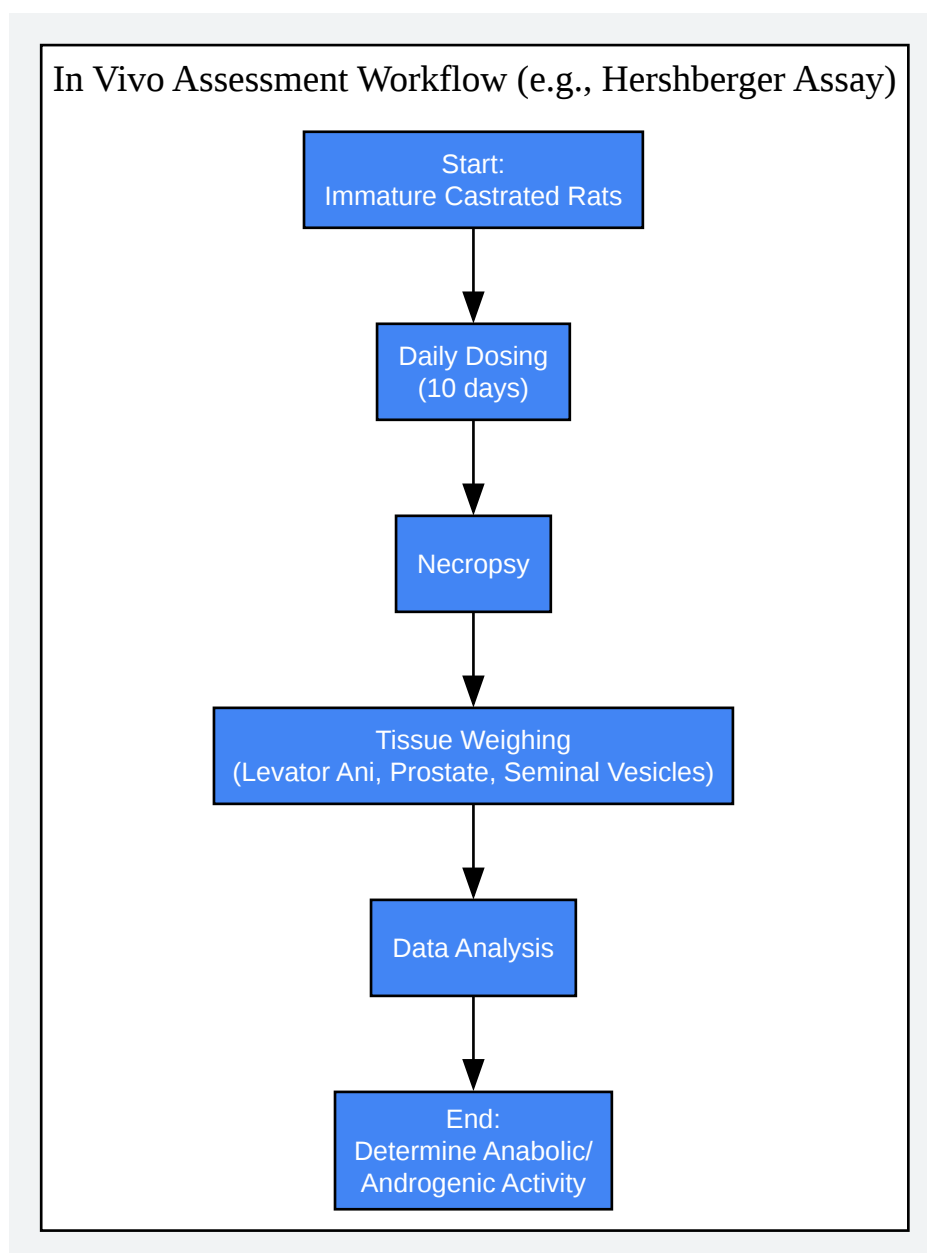 In Vivo Assessment Workflow (e.g., Hershberger Assay)
Start:
Immature Castrated Rats
Daily Dosing
(10 days)
Necropsy
Tissue Weighing
(Levator Ani, Prostate, Seminal Vesicles)
Data Analysis
End:
Determine Anabolic/
Androgenic Activity